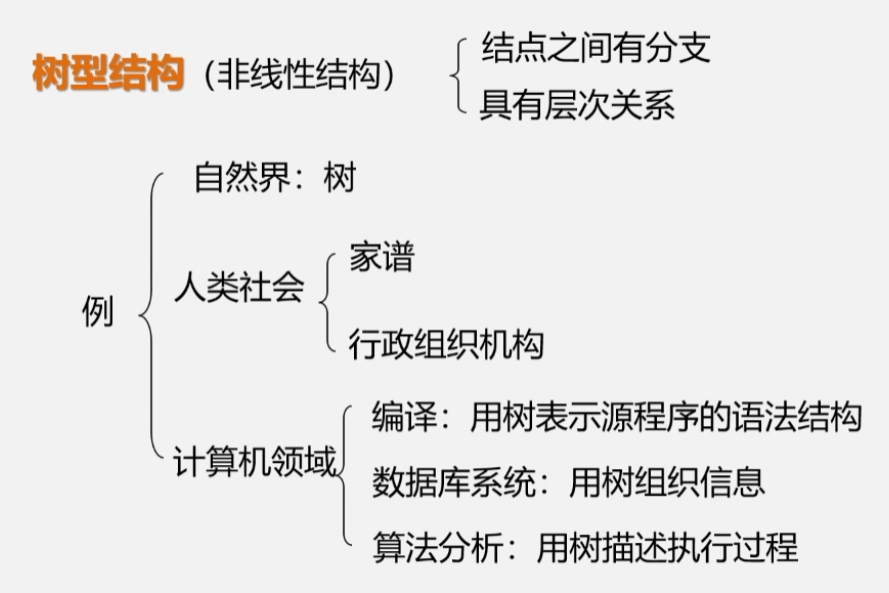 树型结构（非线性结构）
结点之间有分支
具有层次关系
例
自然界：树
人类社会
家谱
行政组织机构
计算机领域
编译：用树表示源程序的语法结构
数据库系统：用树组织信息
算法分析：用树描述执行过程